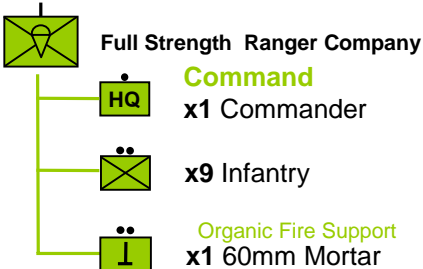 Full Strength Ranger Company
Command
HQ
x1 Commander
x9 Infantry
Organic Fire Support
x1 60mm Mortar